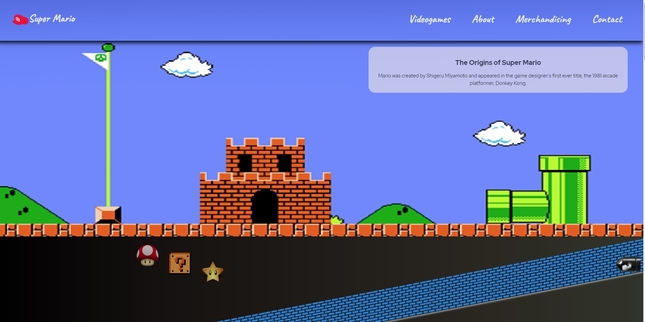 Super Mario
Videogames
About
Merchandising
Contact
The Origins of Super Mario
Mario was created by Shigeru Miyamoto and appeared in the game designer's first ever title, the 1981 arcade
platformer, Donkey Kong.
?